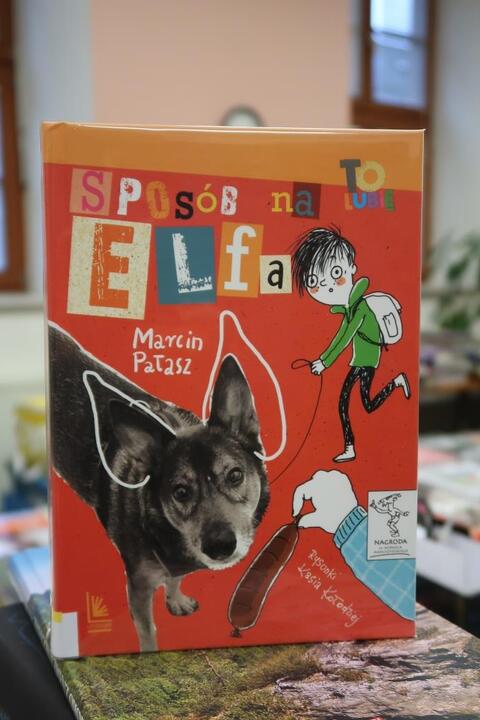 SPOSÓB na
TO
LUBIĘ
ELfa
Marcin
Pałasz
NAGRODA
Rysunki
Kasia Kołodziej